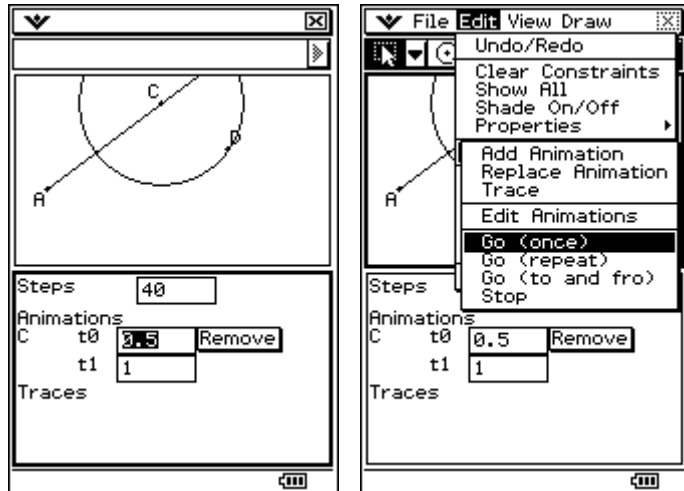 C
D
A
Steps 40
Animations
C t0 0.5 Remove
t1 1
Traces
File Edit View Draw
Undo/Redo
Clear Constraints
Show All
Shade On/Off
Properties
Add Animation
Replace Animation
Trace
Edit Animations
Go (once)
Go (repeat)
Go (to and fro)
Stop
A
Steps
Animations
C t0 0.5 Remove
t1 1
Traces